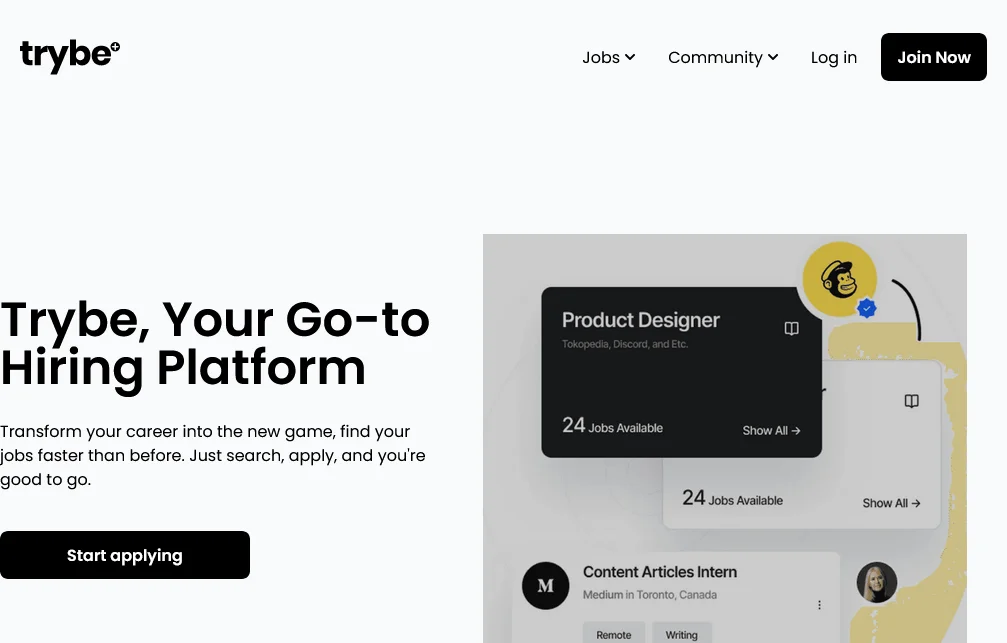 trybe
Jobs
Community
Log in
Join Now
Trybe, Your Go-to
Hiring Platform
Transform your career into the new game, find your
jobs faster than before. Just search, apply, and you're
good to go.
Start applying
Product Designer
Tokopedia, Discord, and Etc.
24 Jobs Available
Show All →
24 Jobs Available
Show All →
M
Content Articles Intern
Medium in Toronto, Canada
Remote
Writing